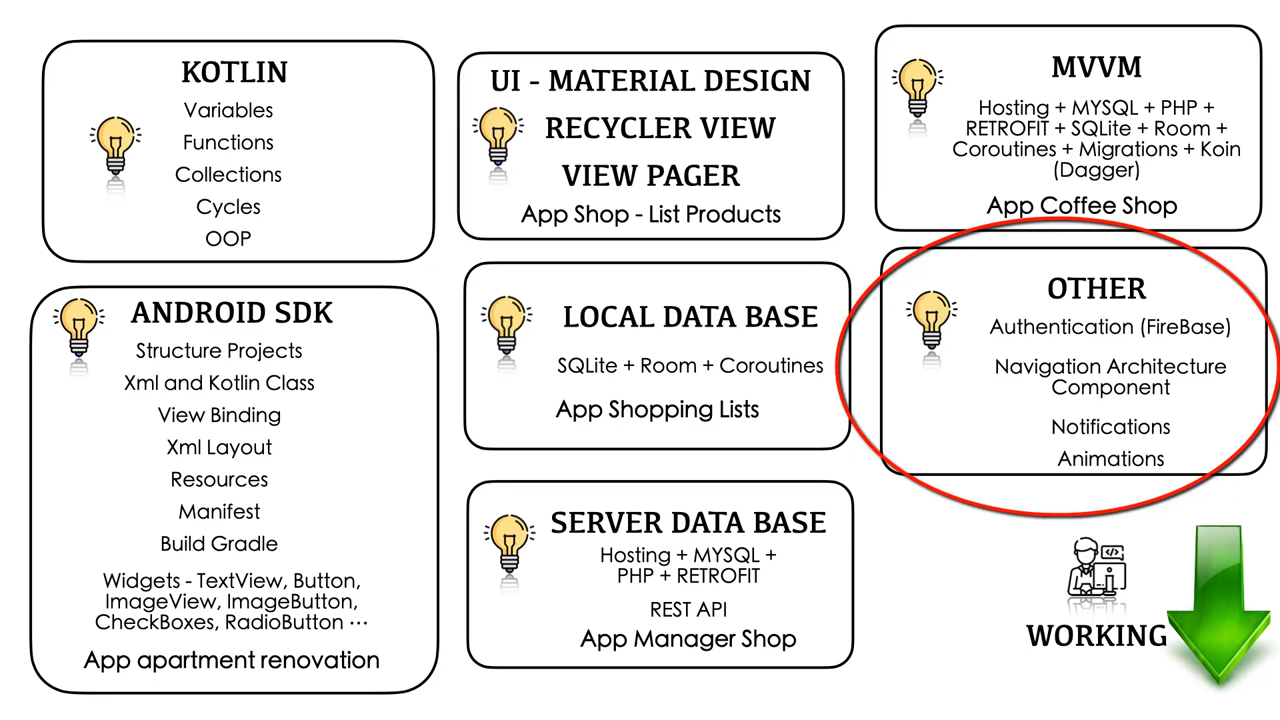 KOTLIN
Variables
Functions
Collections
Cycles
OOP
ANDROID SDK
Structure Projects
Xml and Kotlin Class
View Binding
Xml Layout
Resources
Manifest
Build Gradle
Widgets - TextView, Button,
ImageView, ImageButton,
CheckBoxes, RadioButton ···
App apartment renovation
UI - MATERIAL DESIGN
RECYCLER VIEW
VIEW PAGER
App Shop - List Products
LOCAL DATA BASE
SQLite + Room + Coroutines
App Shopping Lists
SERVER DATA BASE
Hosting + MYSQL +
PHP + RETROFIT
REST API
App Manager Shop
MVVM
Hosting + MYSQL + PHP +
RETROFIT + SQLite + Room +
Coroutines + Migrations + Koin
(Dagger)
App Coffee Shop
OTHER
Authentication (FireBase)
Navigation Architecture
Component
Notifications
Animations
WORKING